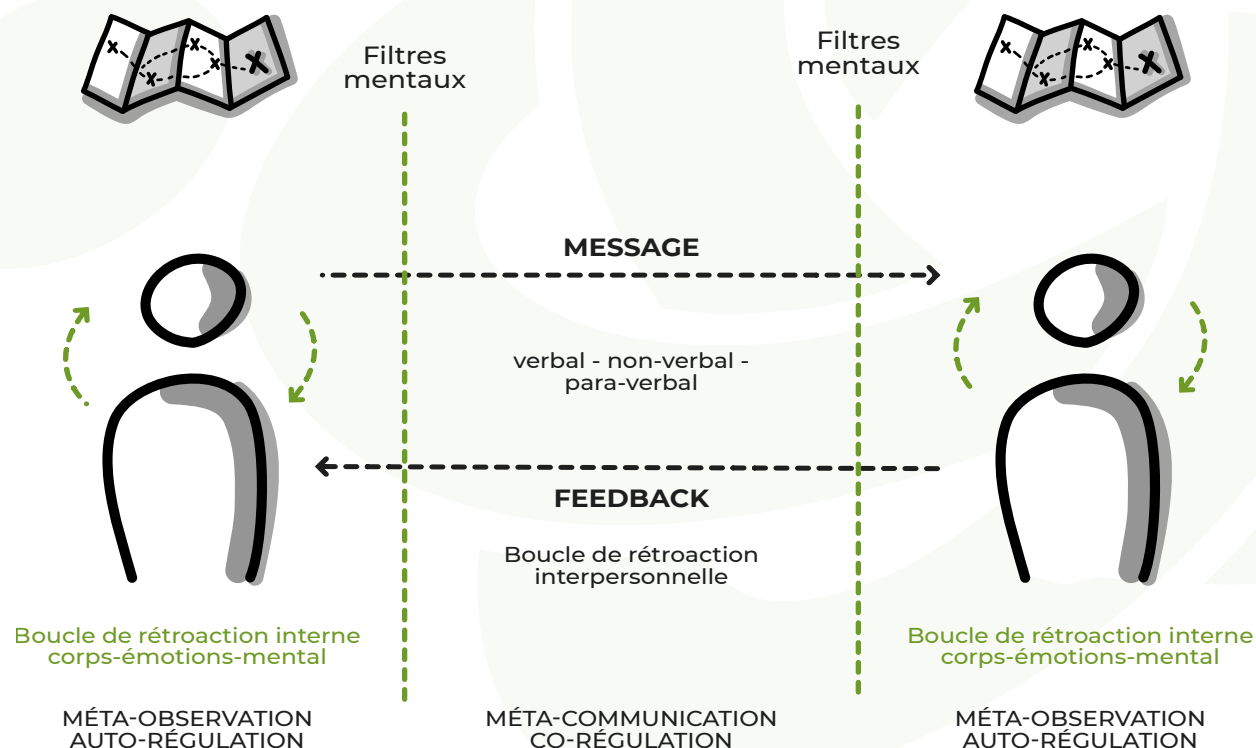 Filtres
mentaux
Filtres
mentaux
MESSAGE
verbal - non-verbal -
para-verbal
FEEDBACK
Boucle de rétroaction
interpersonnelle
Boucle de rétroaction interne
corps-émotions-mental
Boucle de rétroaction interne
corps-émotions-mental
MÉTA-OBSERVATION
AUTO-RÉGULATION
MÉTA-COMMUNICATION
CO-RÉGULATION
MÉTA-OBSERVATION
AUTO-RÉGULATION